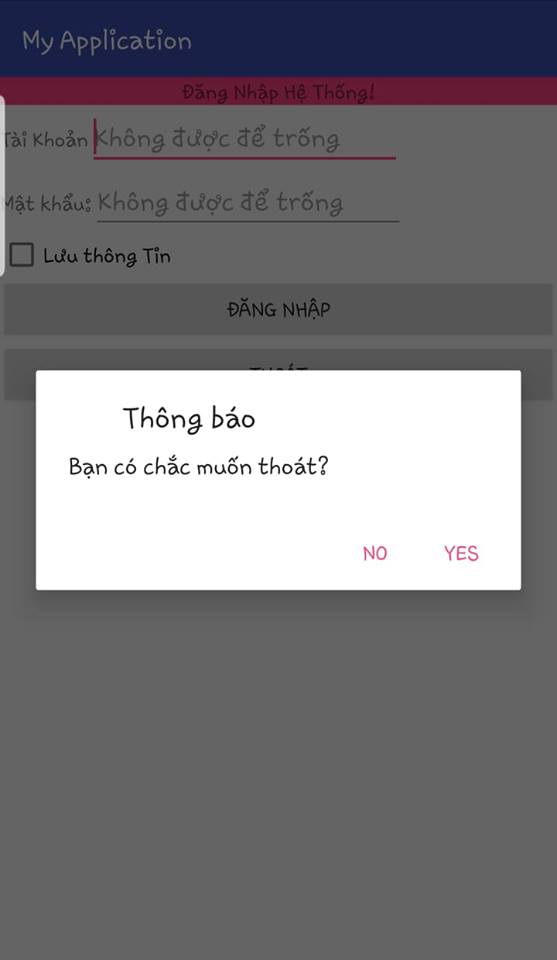 My Application
Đăng Nhập Hệ Thống!
Tài Khoản Không được để trống
Mật khẩu: Không được để trống
Lưu thông Tin
ĐĂNG NHẬP
THOÁT
Thông báo
Bạn có chắc muốn thoát?
NO YES